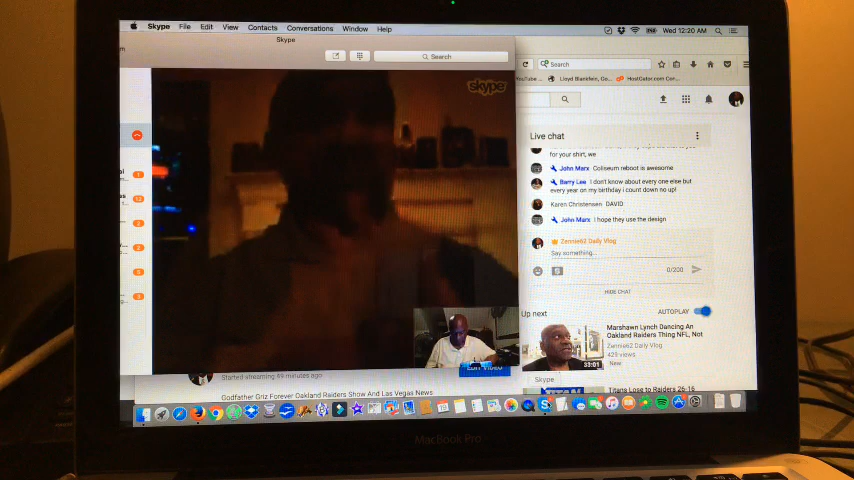 Skype File Edit View Contacts Conversations Window Help
Wed 12:20 AM
Skype
Search
skype
Search
YouTube ... Lloyd Blankfein, Go... HostGator.com Con...
Live chat
for your shirt, we
John Marx Coliseum reboot is awesome
Barry Lee I don't know about every one else but
every year on my birthday i count down no up!
Karen Christensen DAVID
John Marx I hope they use the design
Zennie62 Daily Vlog
Say something...
0/200
HIDE CHAT
Up next
AUTOPLAY
Marshawn Lynch Dancing An
Oakland Raiders Thing NFL, Not
Zennie62 Daily Vlog
429 views
New
33:01
Skype
Titans Lose to Raiders 26-16
TITAN
EDIT VIDEO
Started streaming 49 minutes ago
Godfather Griz Forever Oakland Raiders Show And Las Vegas News
MacBook Pro